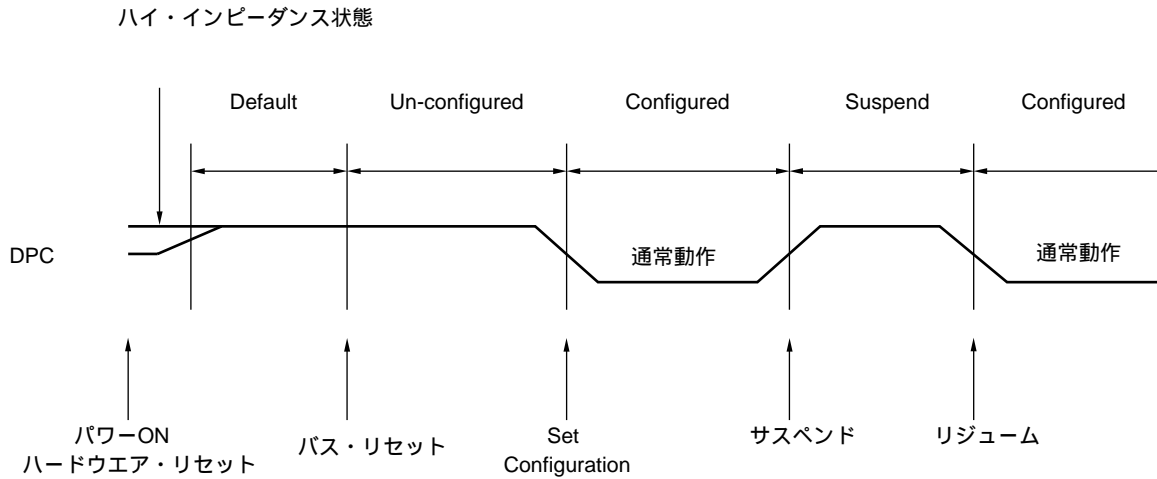 ハイ・インピーダンス状態
Default
Un-configured
Configured
Suspend
Configured
DPC
通常動作
通常動作
パワーON
ハードウエア・リセット
バス・リセット
Set
Configuration
サスペンド
リジューム